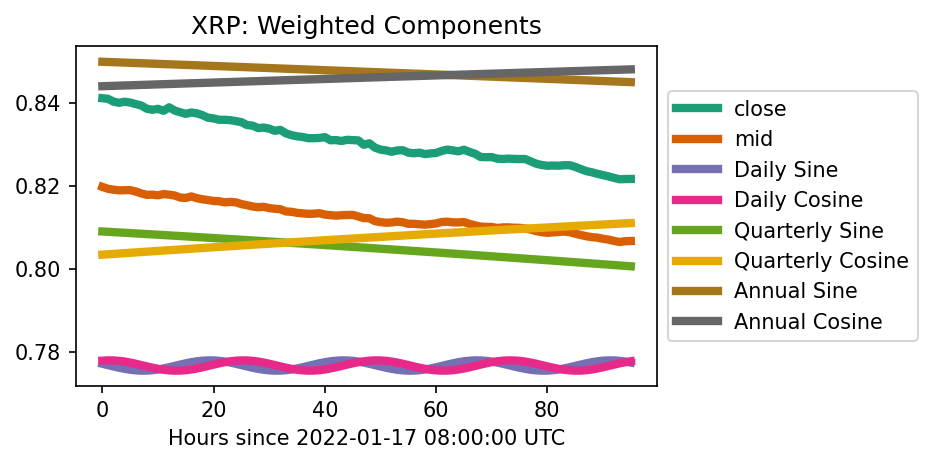 XRP: Weighted Components
0.84
0.82
0.80
0.78
0 20 40 60 80
Hours since 2022-01-17 08:00:00 UTC
close
mid
Daily Sine
Daily Cosine
Quarterly Sine
Quarterly Cosine
Annual Sine
Annual Cosine